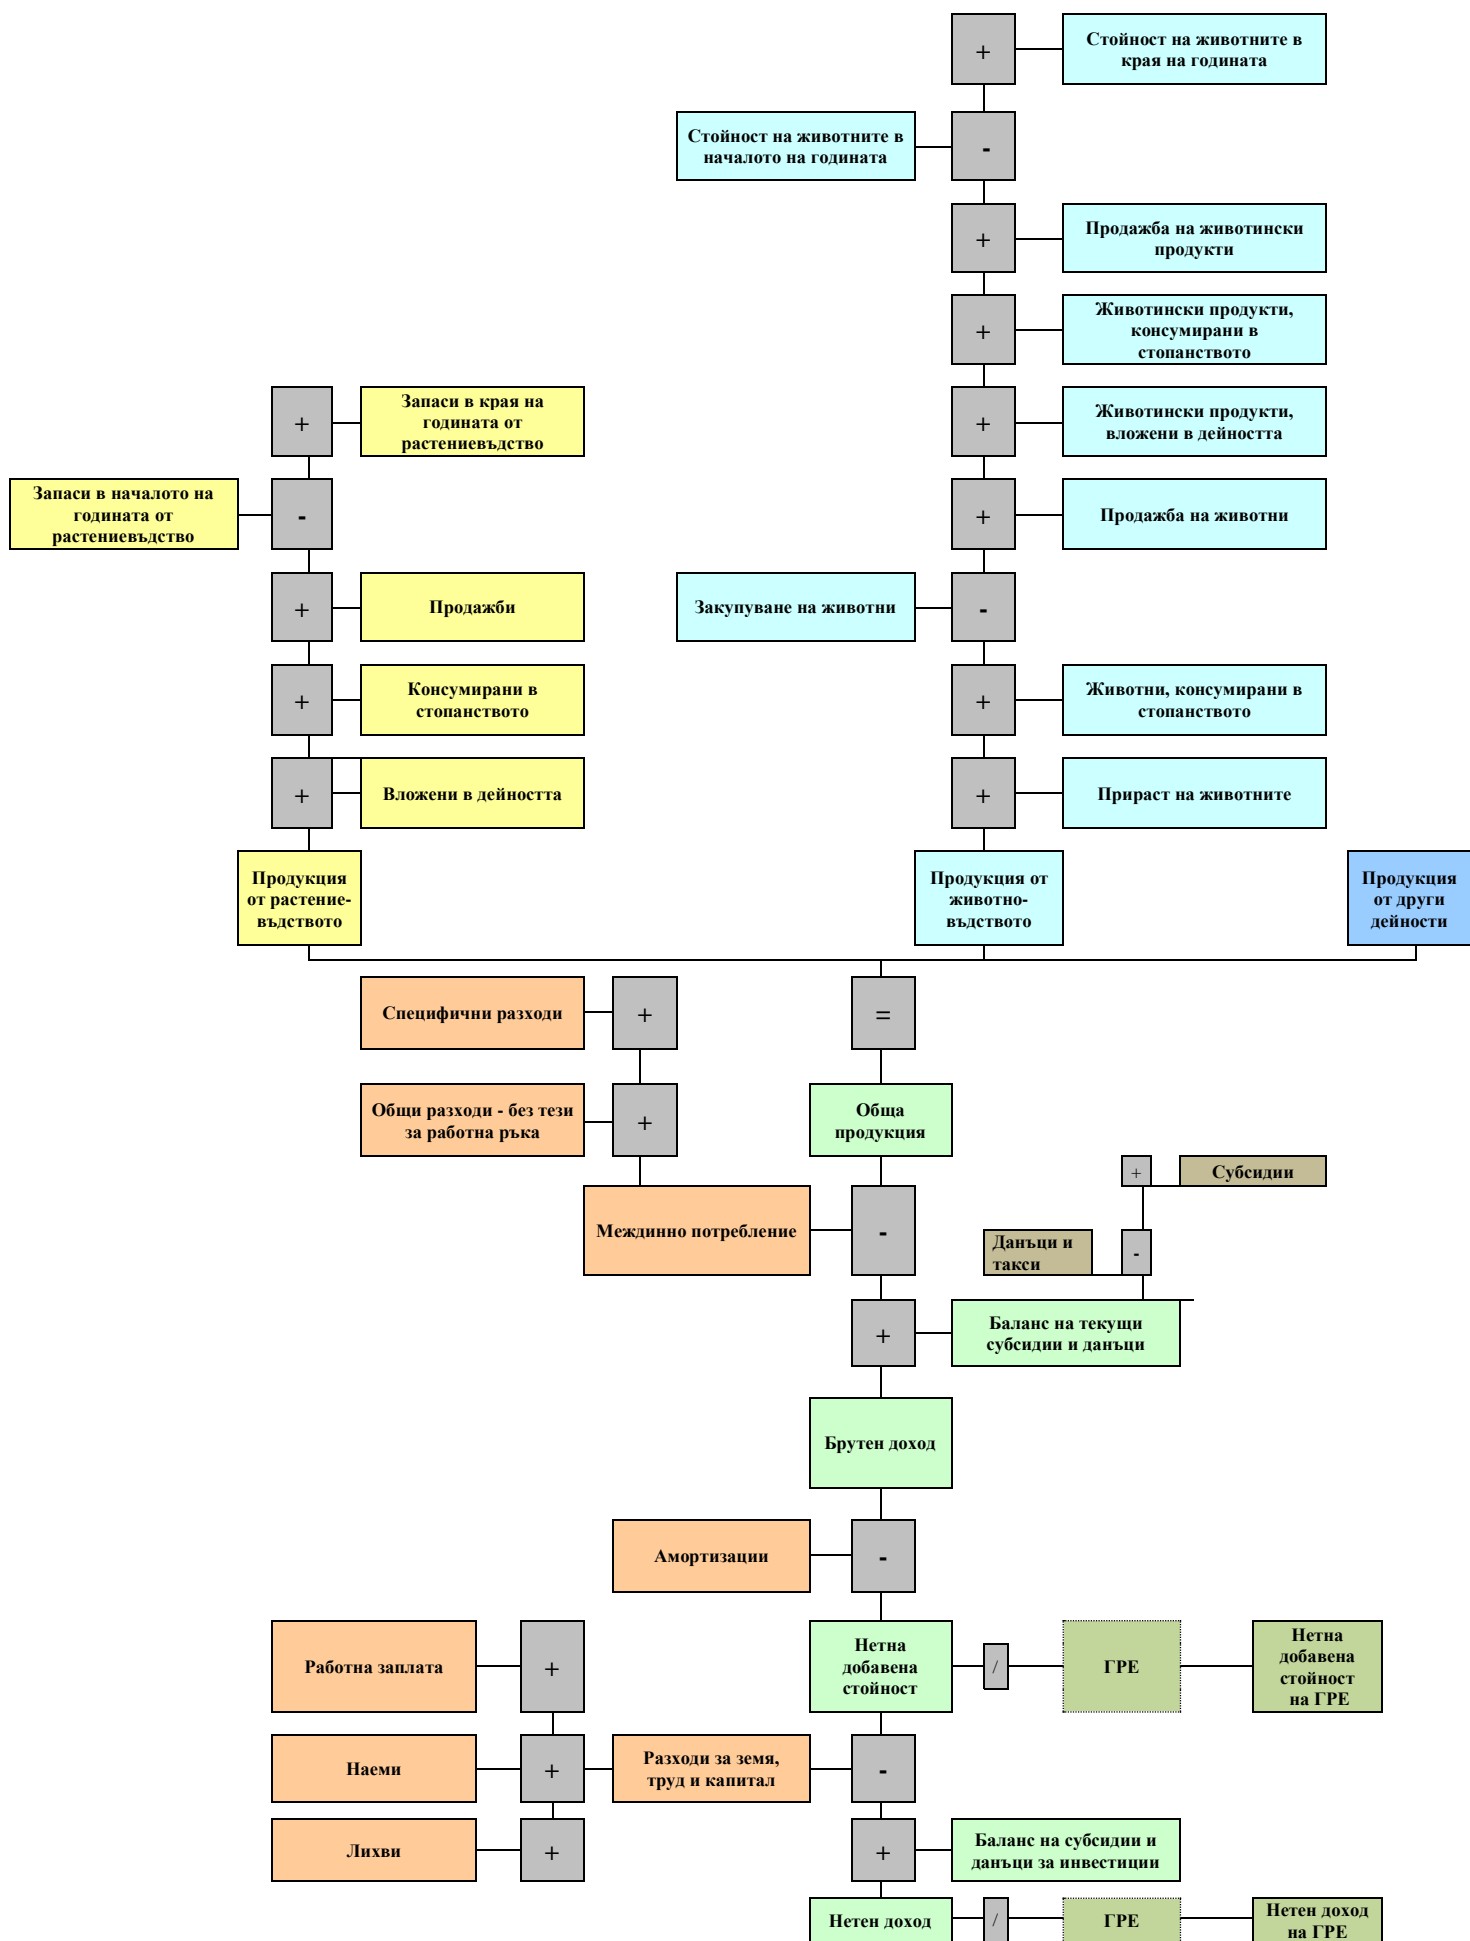 +
Стойност на животните в
края на годината
Стойност на животните в
началото на годината
-
+
Продажба на животински
продукти
+
Животински продукти,
консумирани в
стопанството
+
Запаси в края на
годината от
растениевъдство
+
Животински продукти,
вложени в дейността
Запаси в началото на
годината от
растениевъдство
-
+
Продажба на животни
+
Продажби
Закупуване на животни
-
+
Консумирани в
стопанството
+
Животни, консумирани в
стопанството
+
Вложени в дейността
+
Прираст на животните
Продукция
от растение-
въдството
Продукция от
животно-
въдството
Продукция
от други
дейности
Специфични разходи
+
=
Общи разходи - без тези
за работна ръка
+
Обща
продукция
+
Субсидии
Междинно потребление
-
Данъци и
такси
-
+
Баланс на текущи
субсидии и данъци
Брутен доход
Амортизации
-
Работна заплата
+
Нетна
добавена
стойност
/
ГРЕ
Нетна
добавена
стойност
на ГРЕ
Наеми
+
Разходи за земя,
труд и капитал
-
Лихви
+
+
Баланс на субсидии и
данъци за инвестиции
Нетен доход
/
ГРЕ
Нетен доход
на ГРЕ